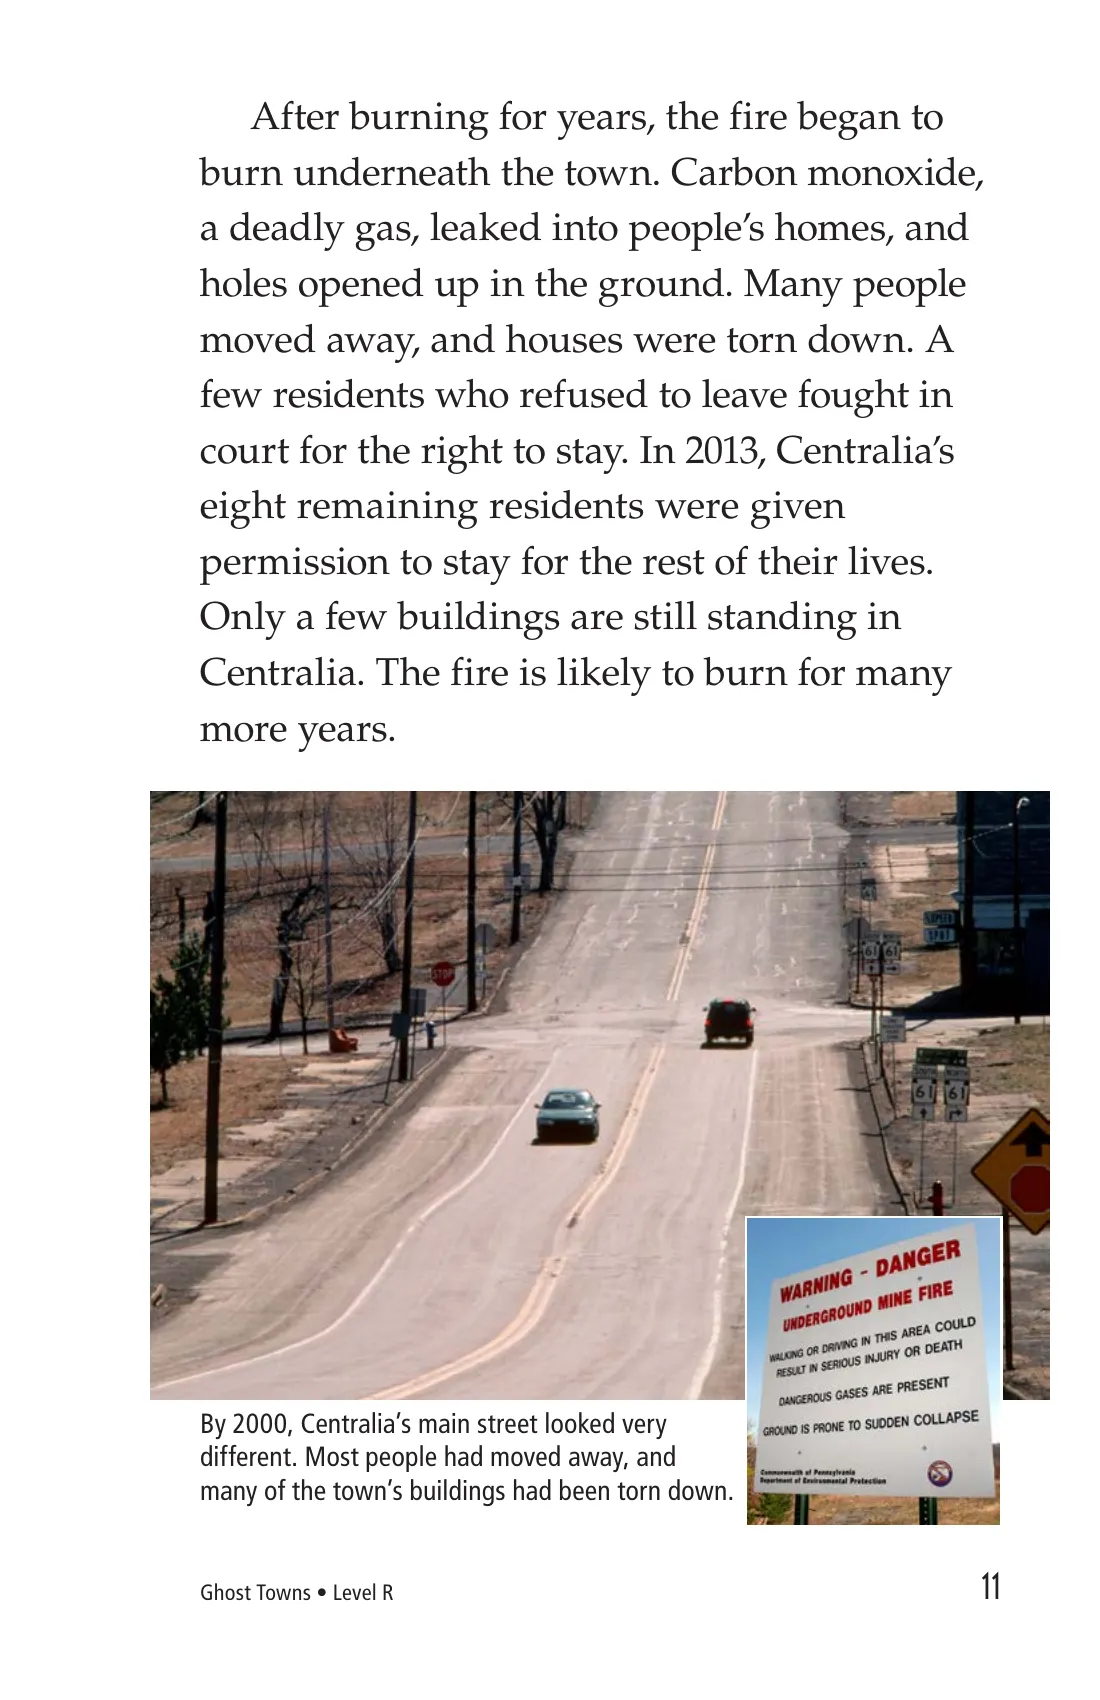 After burning for years, the fire began to
burn underneath the town. Carbon monoxide,
a deadly gas, leaked into people’s homes, and
holes opened up in the ground. Many people
moved away, and houses were torn down. A
few residents who refused to leave fought in
court for the right to stay. In 2013, Centralia’s
eight remaining residents were given
permission to stay for the rest of their lives.
Only a few buildings are still standing in
Centralia. The fire is likely to burn for many
more years.
STOP
61 61
SOUTH NORTH
61 61
WARNING - DANGER
UNDERGROUND MINE FIRE
WALKING OR DRIVING IN THIS AREA COULD
RESULT IN SERIOUS INJURY OR DEATH
DANGEROUS GASES ARE PRESENT
GROUND IS PRONE TO SUDDEN COLLAPSE
Commonwealth of Pennsylvania
Department of Environmental Protection
By 2000, Centralia’s main street looked very
different. Most people had moved away, and
many of the town’s buildings had been torn down.
Ghost Towns • Level R
11